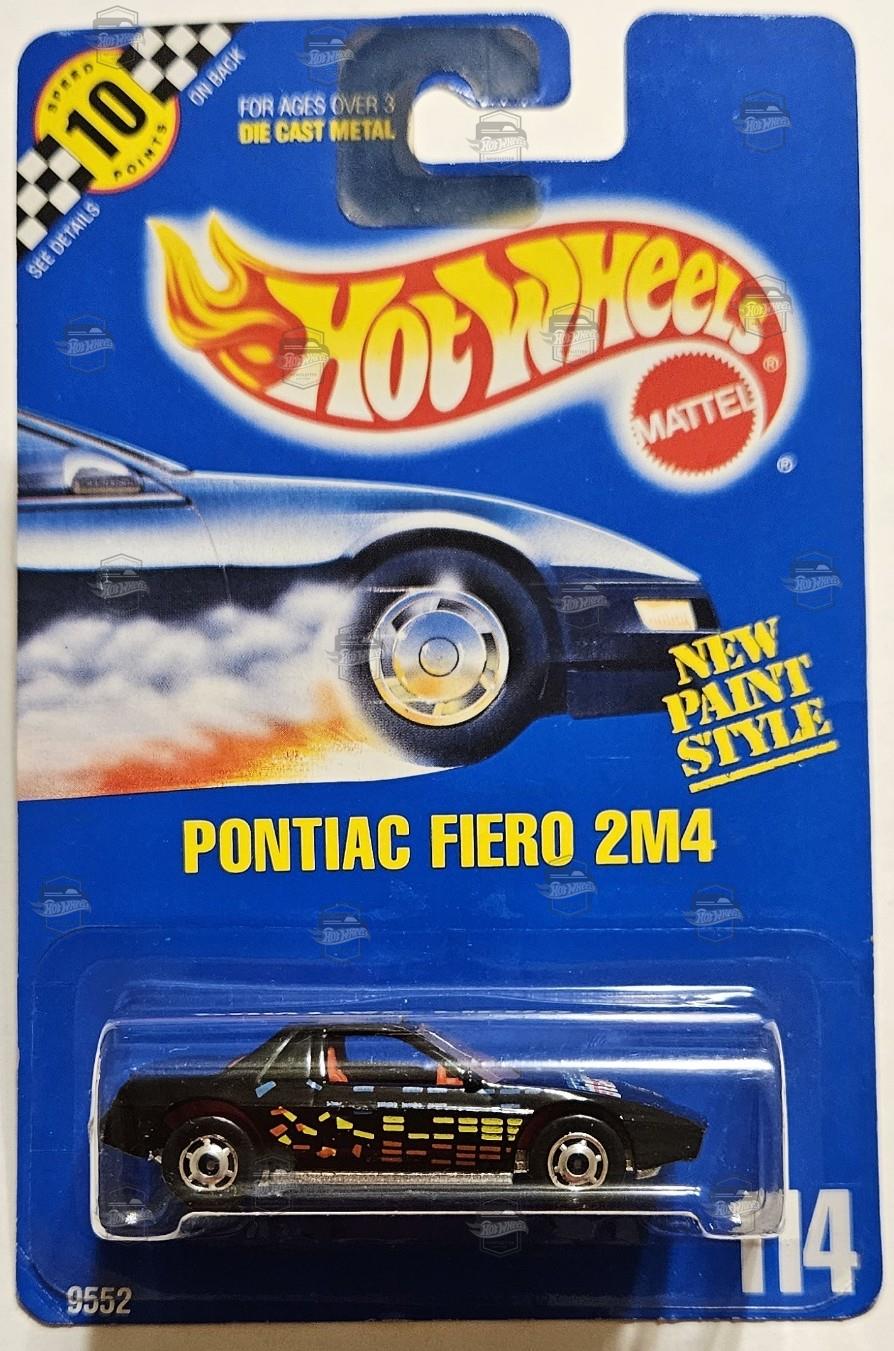 SPEED
10
POINTS
ON BACK
SEE DETAILS
FOR AGES OVER 3
DIE CAST METAL
HOT WHEELS®
MATTEL
®
NEW
PAINT
STYLE
PONTIAC FIERO 2M4
114
9552